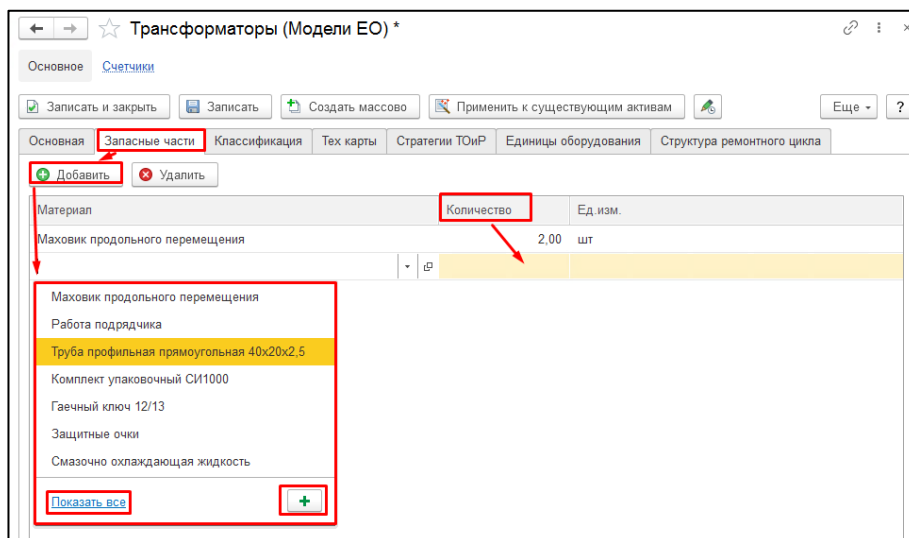 Трансформаторы (Модели ЕО) *
Основное Счетчики
Записать и закрыть Записать Создать массово Применить к существующим активам Еще ?
Основная Запасные части Классификация Тех карты Стратегии ТОиР Единицы оборудования Структура ремонтного цикла
Добавить Удалить
Материал Количество Ед.изм.
Маховик продольного перемещения 2,00 шт
Маховик продольного перемещения
Работа подрядчика
Труба профильная прямоугольная 40х20х2,5
Комплект упаковочный СИ1000
Гаечный ключ 12/13
Защитные очки
Смазочно охлаждающая жидкость
Показать все +